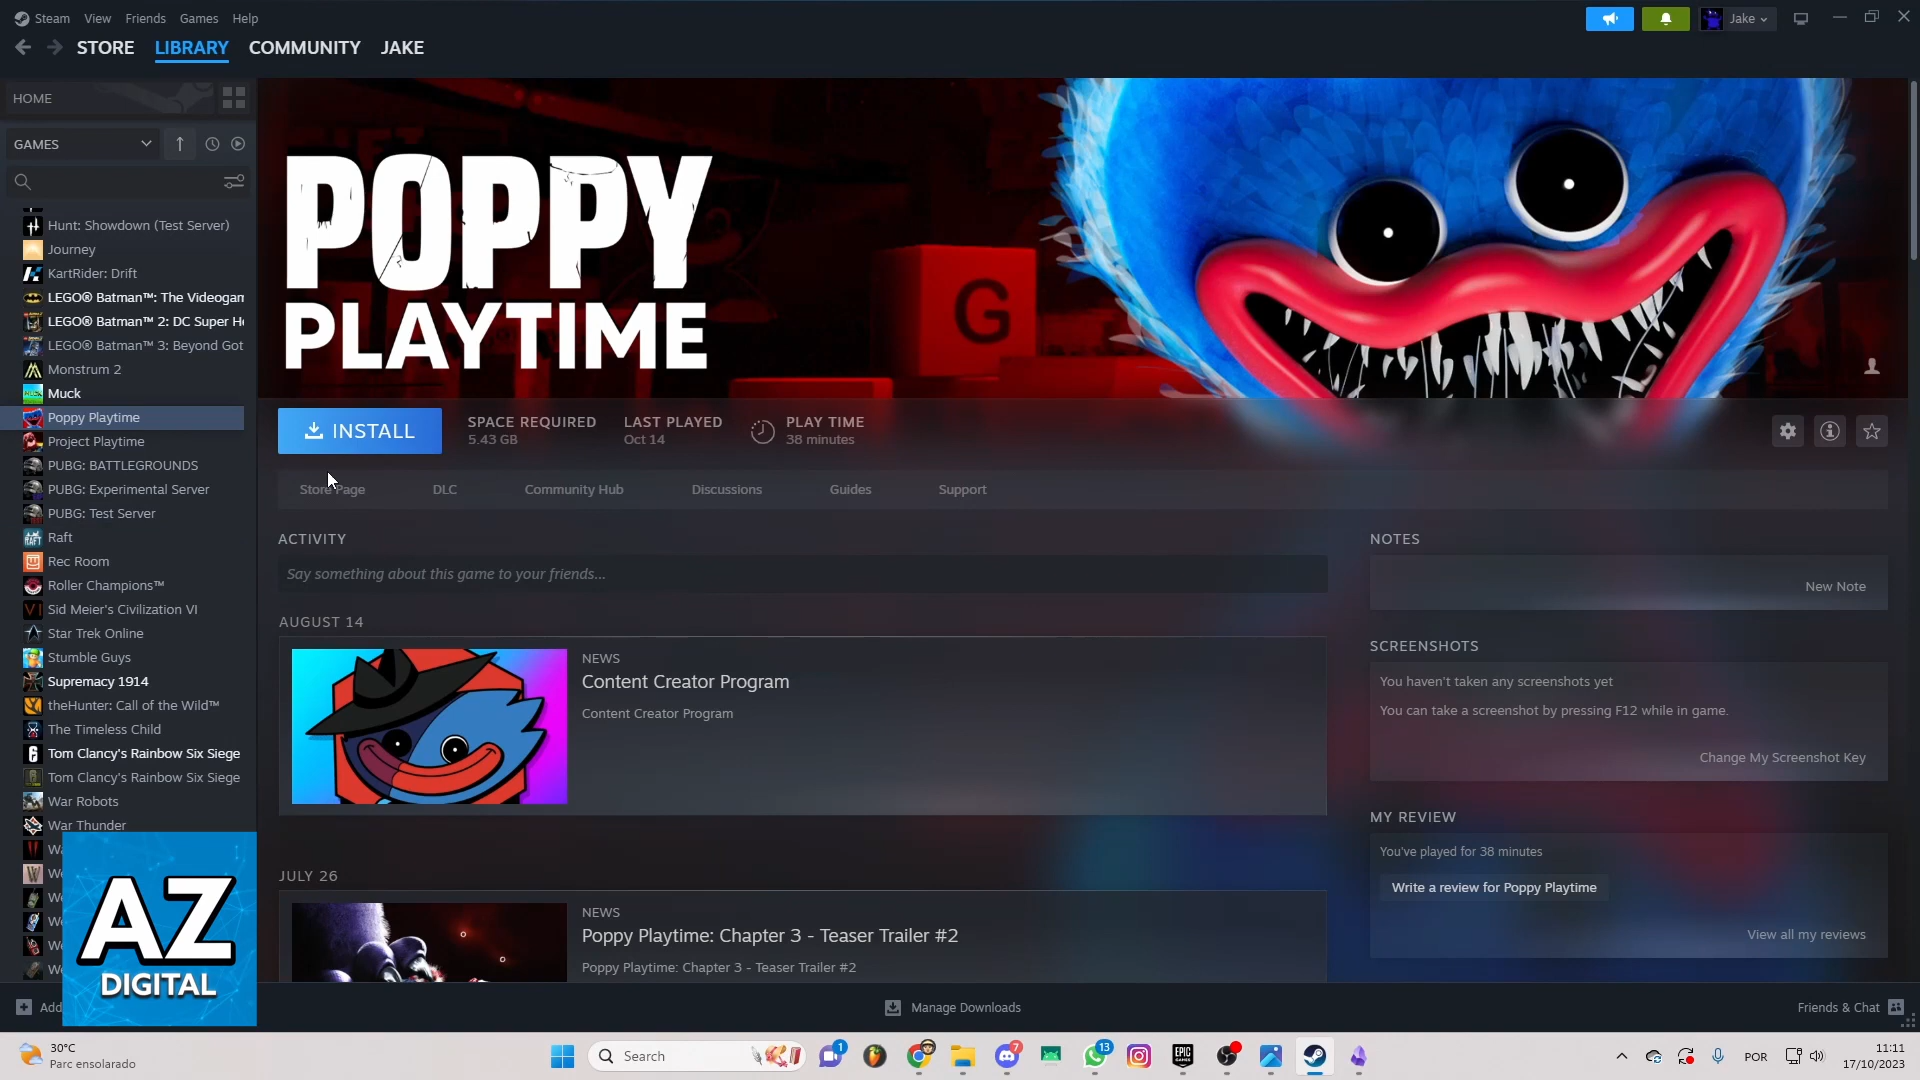 Steam View Friends Games Help
Jake
STORE LIBRARY COMMUNITY JAKE
HOME
GAMES
Hunt: Showdown (Test Server)
Journey
KartRider: Drift
LEGO® Batman™: The Videogam
LEGO® Batman™ 2: DC Super He
LEGO® Batman™ 3: Beyond Got
Monstrum 2
Muck
Poppy Playtime
Project Playtime
PUBG: BATTLEGROUNDS
PUBG: Experimental Server
PUBG: Test Server
Raft
Rec Room
Roller Champions™
Sid Meier's Civilization VI
Star Trek Online
Stumble Guys
Supremacy 1914
theHunter: Call of the Wild™
The Timeless Child
Tom Clancy's Rainbow Six Siege
Tom Clancy's Rainbow Six Siege
War Robots
War Thunder
POPPY
PLAYTIME
G
INSTALL
SPACE REQUIRED
5.43 GB
LAST PLAYED
Oct 14
PLAY TIME
38 minutes
Store Page DLC Community Hub Discussions Guides Support
ACTIVITY
Say something about this game to your friends...
AUGUST 14
NEWS
Content Creator Program
Content Creator Program
JULY 26
NEWS
Poppy Playtime: Chapter 3 - Teaser Trailer #2
Poppy Playtime: Chapter 3 - Teaser Trailer #2
NOTES
New Note
SCREENSHOTS
You haven't taken any screenshots yet
You can take a screenshot by pressing F12 while in game.
Change My Screenshot Key
MY REVIEW
You've played for 38 minutes
Write a review for Poppy Playtime
View all my reviews
AZ
DIGITAL
Add
Manage Downloads
Friends & Chat
30°C
Parc ensolarado
Search
1
7
13
EPIC
POR
11:11
17/10/2023